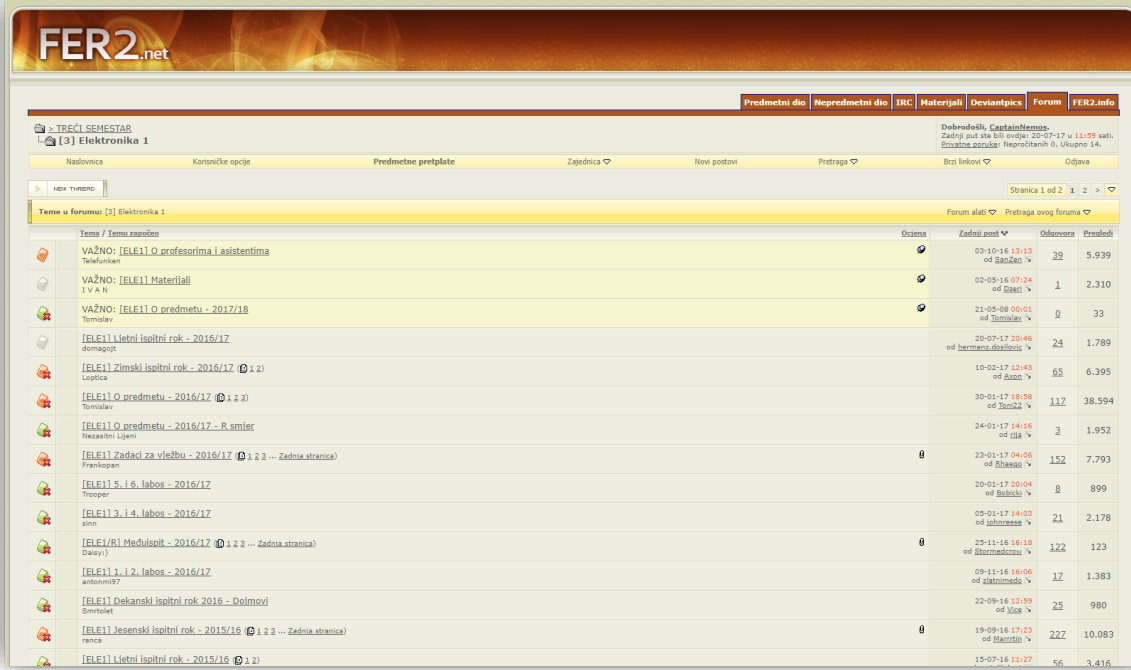 FER2.net
Predmetni dio Nepredmetni dio IRC Materijali Deviantpics Forum FER2.info
> TREĆI SEMESTAR
[3] Elektronika 1
Dobrodošli, CaptainNemos.
Zadnji put ste bili ovdje: 20-07-17 u 11:59 sati.
Privatne poruke: Nepročitanih 0, Ukupno 14.
Naslovnica Korisničke opcije Predmetne pretplate Zajednica Novi postovi Pretraga Brzi linkovi Odjava
NEW THREAD
Stranica 1 od 2 1 2 >
Teme u forumu: [3] Elektronika 1 Forum alati Pretraga ovog foruma
Tema / Temu započeo Ocjena Zadnji post Odgovora Pregledi
VAŽNO: [ELE1] O profesorima i asistentima 03-10-16 13:13 39 5.939
Telefunken od SanZen
VAŽNO: [ELE1] Materijali 02-05-16 07:24 1 2.310
I V A N od Dzeri
VAŽNO: [ELE1] O predmetu - 2017/18 21-05-08 00:01 0 33
Tomislav od Tomislav
[ELE1] Ljetni ispitni rok - 2016/17 20-07-17 20:46 24 1.789
domagojt od hermanz.dosilovic
[ELE1] Zimski ispitni rok - 2016/17 ( 1 2) 10-02-17 12:43 65 6.395
Loptica od Axon
[ELE1] O predmetu - 2016/17 ( 1 2 3) 30-01-17 18:58 117 38.594
Tomislav od Toni22
[ELE1] O predmetu - 2016/17 - R smjer 24-01-17 14:16 3 1.952
Nezasitni Lijeni od rija
[ELE1] Zadaci za vježbu - 2016/17 ( 1 2 3 ... Zadnja stranica) 23-01-17 04:06 152 7.793
Frankopan od Rhaego
[ELE1] 5. i 6. labos - 2016/17 20-01-17 20:04 8 899
Trooper od Bobicki
[ELE1] 3. i 4. labos - 2016/17 05-01-17 14:03 21 2.178
sinn od johnreese
[ELE1/R] Međuispit - 2016/17 ( 1 2 3 ... Zadnja stranica) 25-11-16 16:18 122 123
Daisy:) od Stormedcrow
[ELE1] 1. i 2. labos - 2016/17 09-11-16 16:06 17 1.383
antonmi97 od zlatnimedo
[ELE1] Dekanski ispitni rok 2016 - Dojmovi 22-09-16 12:59 25 980
Smrtolet od Vice
[ELE1] Jesenski ispitni rok - 2015/16 ( 1 2 3 ... Zadnja stranica) 19-09-16 17:23 227 10.083
ranca od Marrrtin
[ELE1] Ljetni ispitni rok - 2015/16 ( 1 2) 15-07-16 11:27 56 3.416